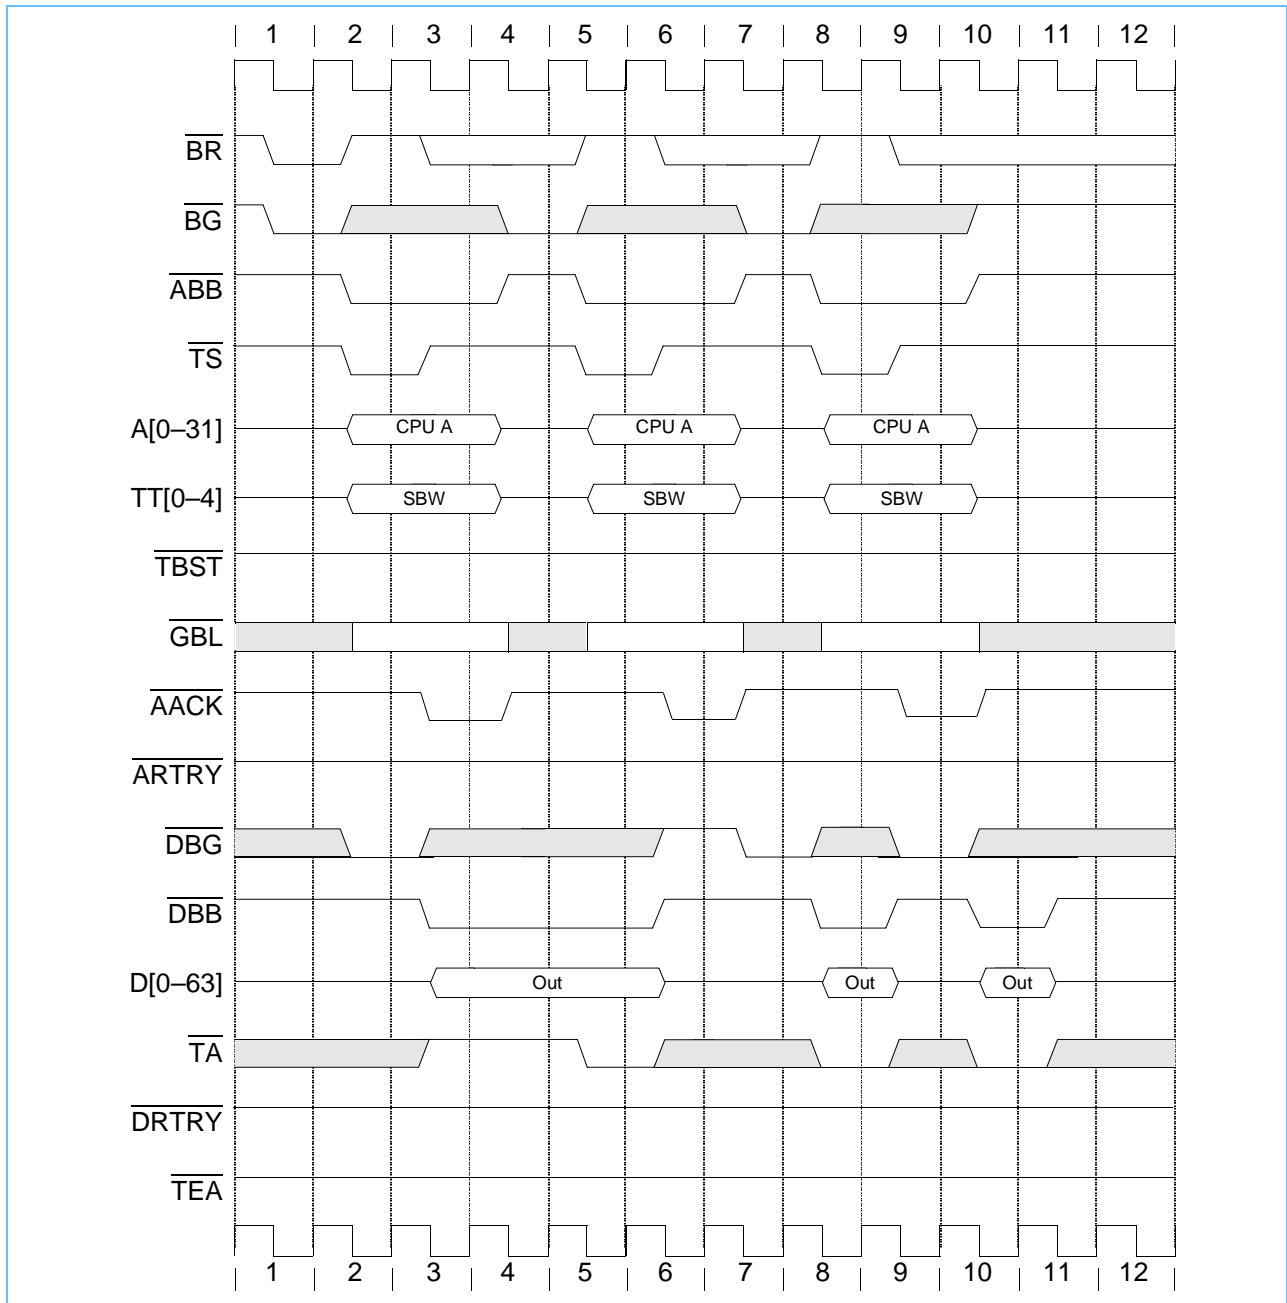 1 2 3 4 5 6 7 8 9 10 11 12
BR
BG
ABB
TS
A[0–31] CPU A CPU A CPU A
TT[0–4] SBW SBW SBW
TBST
GBL
AACK
ARTRY
DBG
DBB
D[0–63] Out Out Out
TA
DRTRY
TEA
1 2 3 4 5 6 7 8 9 10 11 12